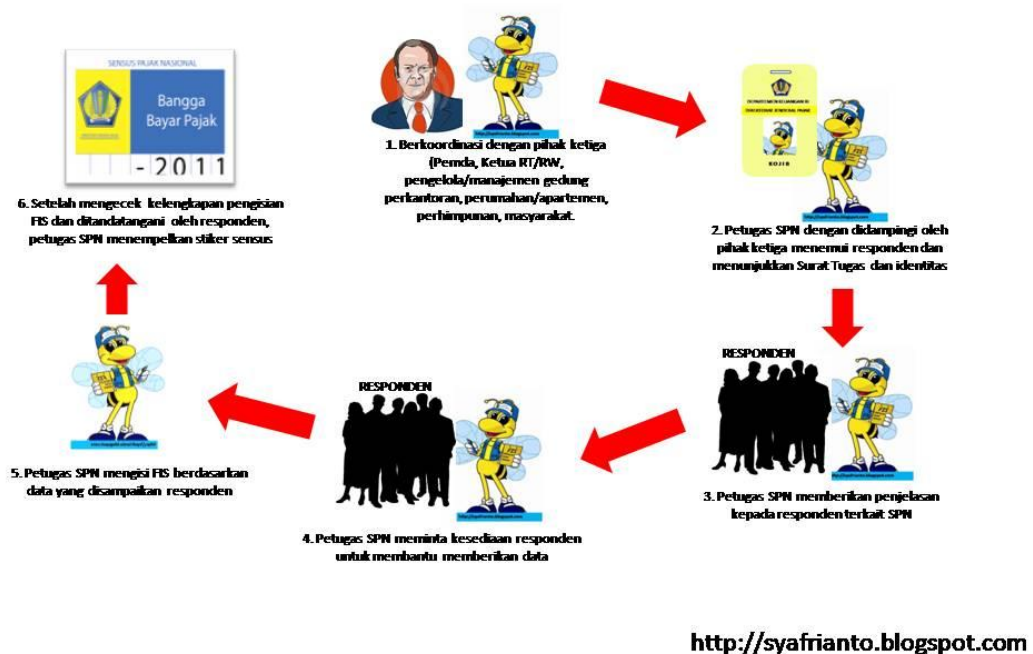 1. Berkoordinasi dengan pihak ketiga
(Pemda, Ketua RT/RW,
pengelola/manajemen gedung
perkantoran, perumahan/apartemen,
perhimpunan, masyarakat.
2. Petugas SPN dengan didampingi oleh
pihak ketiga menemui responden dan
menunjukkan Surat Tugas dan identitas
RESPONDEN
3. Petugas SPN memberikan penjelasan
kepada responden terkait SPN
RESPONDEN
4. Petugas SPN meminta kesediaan responden
untuk membantu memberikan data
5. Petugas SPN mengisi FIS berdasarkan
data yang disampaikan responden
SENSUS PAJAK NASIONAL
Bangga
Bayar Pajak
- 2011
6. Setelah mengecek kelengkapan pengisian
FIS dan ditandatangani oleh responden,
petugas SPN menempelkan stiker sensus
http://syafrianto.blogspot.com